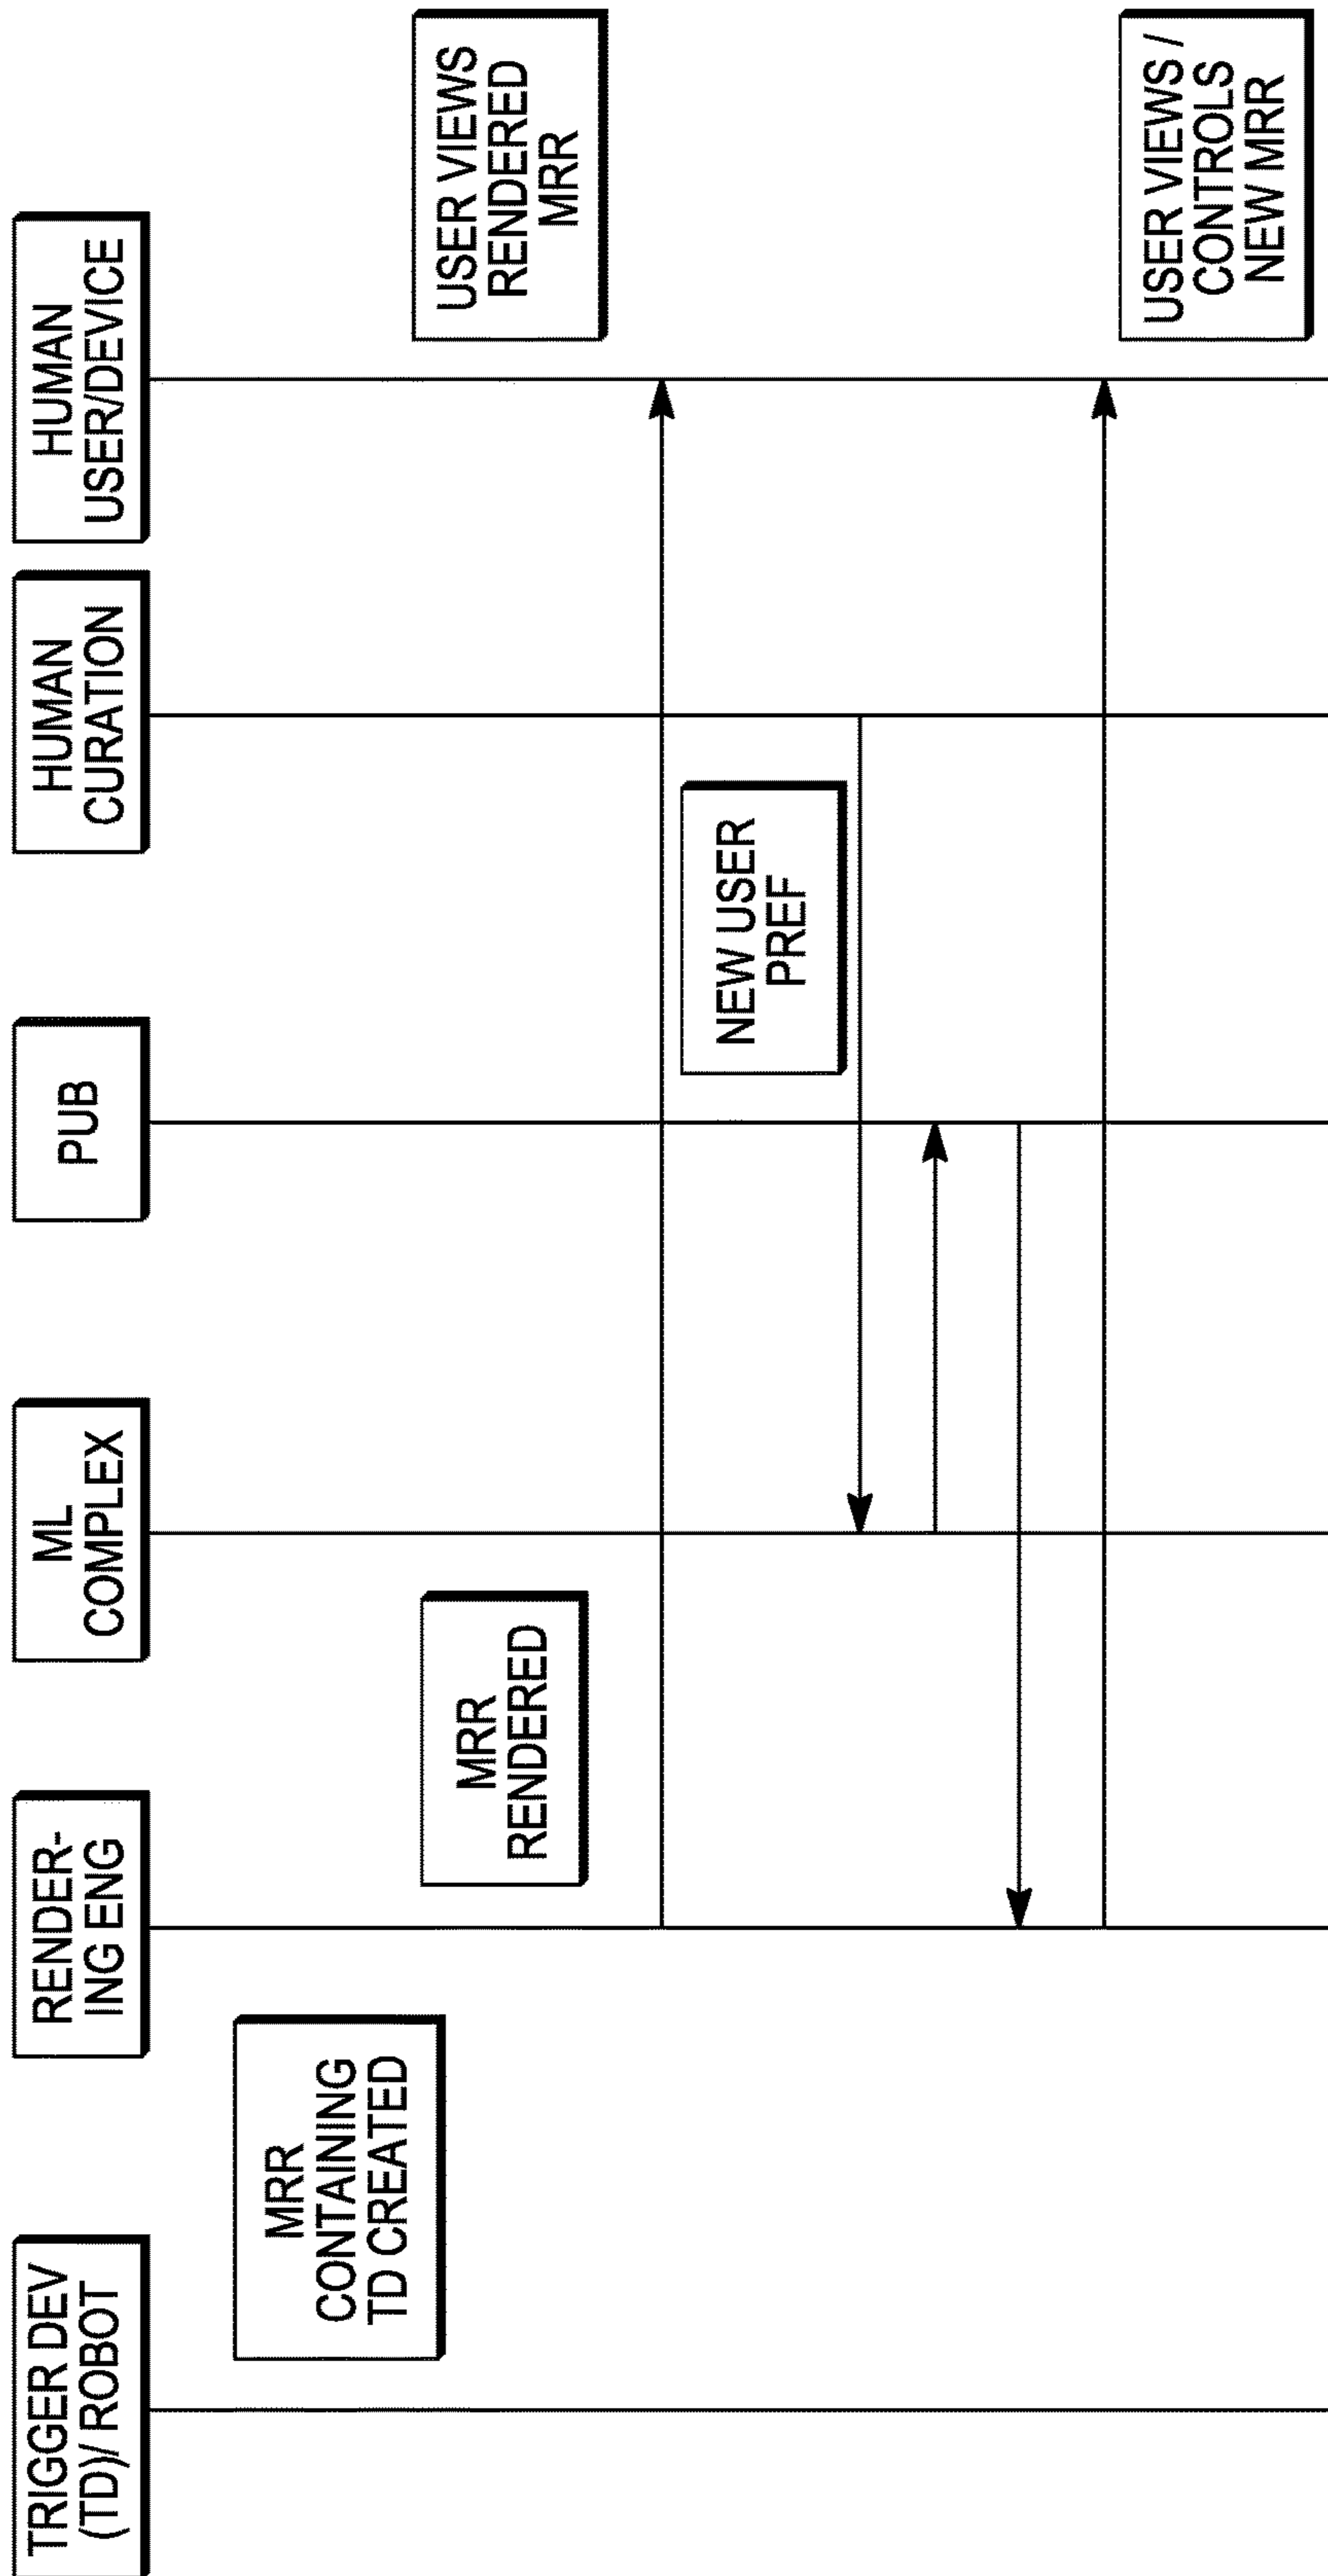 TRIGGER DEV
(TD)/ ROBOT
RENDER-
ING ENG
ML
COMPLEX
PUB
HUMAN
CURATION
HUMAN
USER/DEVICE
MRR
CONTAINING
TD CREATED
MRR
RENDERED
USER VIEWS
RENDERED
MRR
NEW USER
PREF
USER VIEWS /
CONTROLS
NEW MRR